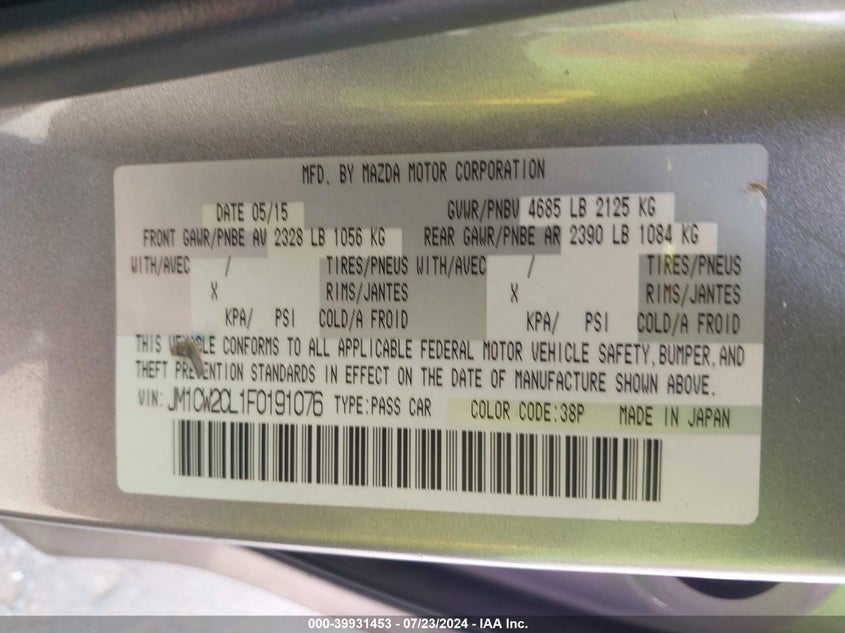 MFD. BY MAZDA MOTOR CORPORATION
DATE 05/15 GVWR/PNBV 4685 LB 2125 KG
FRONT GAWR/PNBE AV 2328 LB 1056 KG REAR GAWR/PNBE AR 2390 LB 1084 KG
WITH/AVEC / TIRES/PNEUS WITH/AVEC / TIRES/PNEUS
X RIMS/JANTES X RIMS/JANTES
KPA/ PSI COLD/A FROID KPA/ PSI COLD/A FROID
THIS VEHICLE CONFORMS TO ALL APPLICABLE FEDERAL MOTOR VEHICLE SAFETY, BUMPER, AND
THEFT PREVENTION STANDARDS IN EFFECT ON THE DATE OF MANUFACTURE SHOWN ABOVE.
VIN: JM1CW2CL1F0191076 TYPE:PASS CAR COLOR CODE:38P MADE IN JAPAN
000-39931453 - 07/23/2024 - IAA Inc.